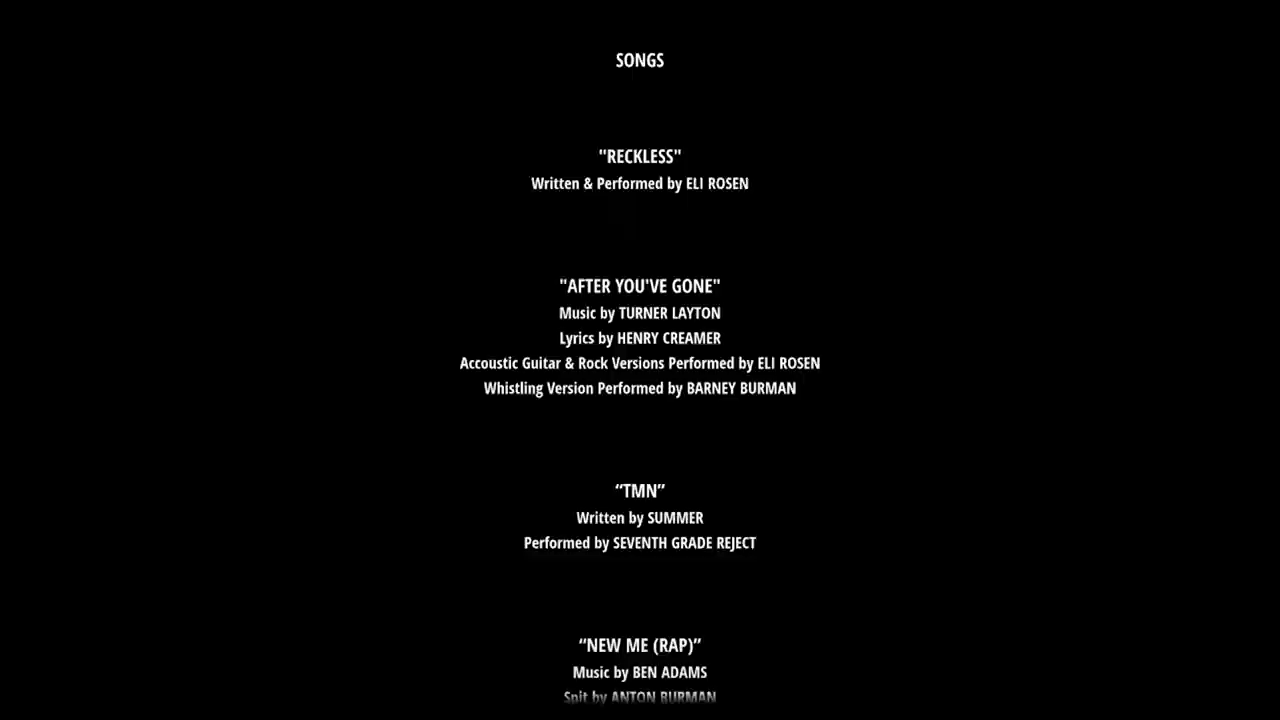 SONGS
"RECKLESS"
Written & Performed by ELI ROSEN
"AFTER YOU'VE GONE"
Music by TURNER LAYTON
Lyrics by HENRY CREAMER
Accoustic Guitar & Rock Versions Performed by ELI ROSEN
Whistling Version Performed by BARNEY BURMAN
“TMN”
Written by SUMMER
Performed by SEVENTH GRADE REJECT
“NEW ME (RAP)”
Music by BEN ADAMS
Spit by ANTON BURMAN